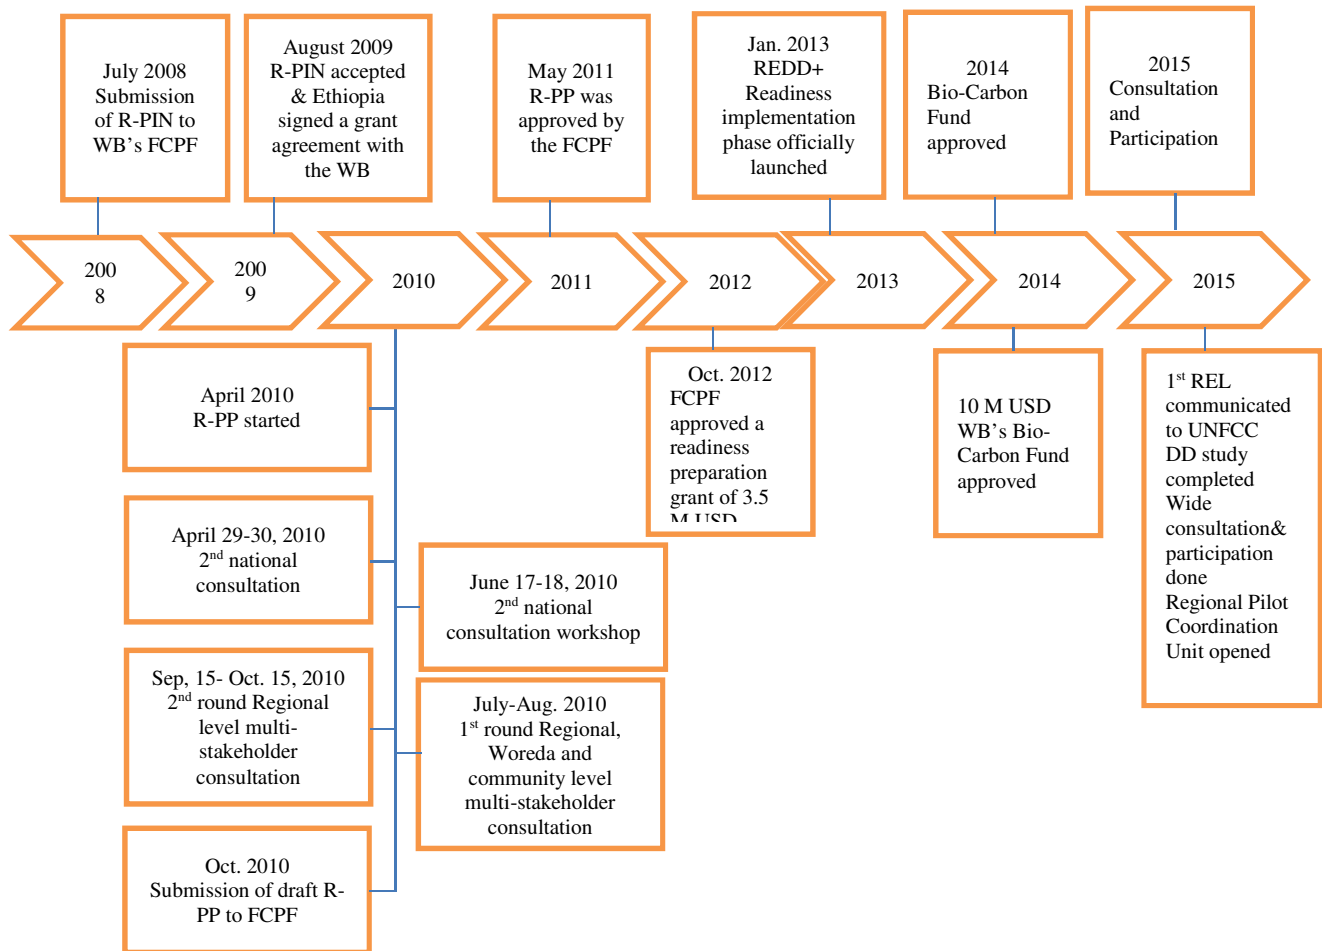 July 2008
Submission
of R-PIN to
WB’s FCPF
August 2009
R-PIN accepted
& Ethiopia
signed a grant
agreement with
the WB
May 2011
R-PP was
approved by
the FCPF
Jan. 2013
REDD+
Readiness
implementation
phase officially
launched
2014
Bio-Carbon
Fund
approved
2015
Consultation
and
Participation
200
8
200
9
2010
2011
2012
2013
2014
2015
April 2010
R-PP started
April 29-30, 2010
2nd national
consultation
Sep, 15- Oct. 15, 2010
2nd round Regional
level multi-
stakeholder
consultation
Oct. 2010
Submission of draft R-
PP to FCPF
June 17-18, 2010
2nd national
consultation workshop
July-Aug. 2010
1st round Regional,
Woreda and
community level
multi-stakeholder
consultation
Oct. 2012
FCPF
approved a
readiness
preparation
grant of 3.5
M USD
10 M USD
WB’s Bio-
Carbon Fund
approved
1st REL
communicated
to UNFCC
DD study
completed
Wide
consultation&
participation
done
Regional Pilot
Coordination
Unit opened